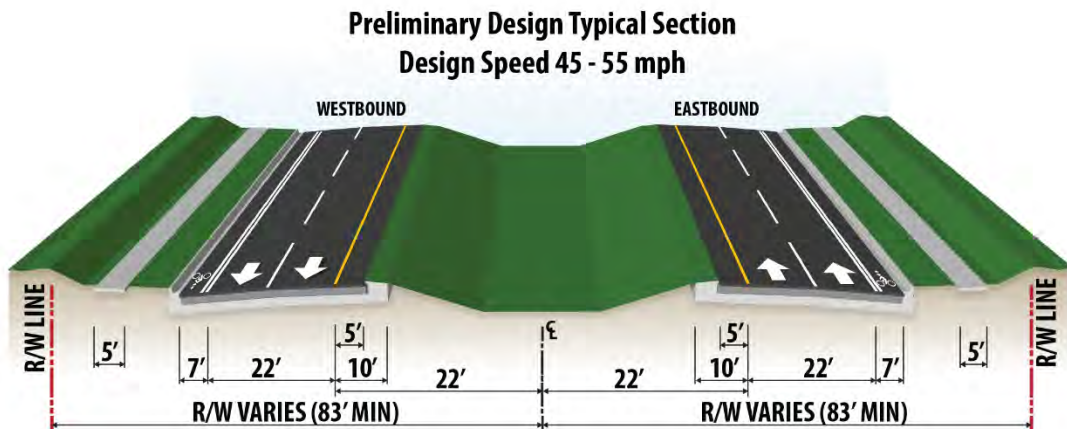 Preliminary Design Typical Section
Design Speed 45 - 55 mph
WESTBOUND
EASTBOUND
R/W LINE
5'
7'
22'
5'
10'
22'
℄
22'
5'
10'
22'
7'
5'
R/W LINE
R/W VARIES (83' MIN)
R/W VARIES (83' MIN)